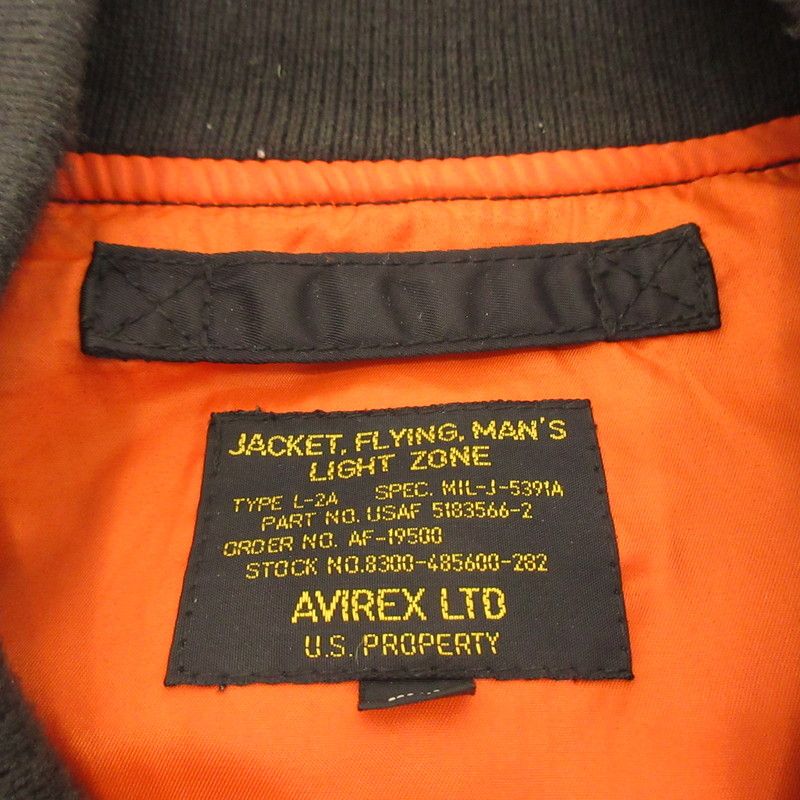 JACKET, FLYING, MAN'S
LIGHT ZONE
TYPE L-2A SPEC. MIL-J-5391A
PART NO. USAF 5183566-2
ORDER NO. AF-19500
STOCK NO.8300-485600-282
AVIREX LTD
U.S. PROPERTY